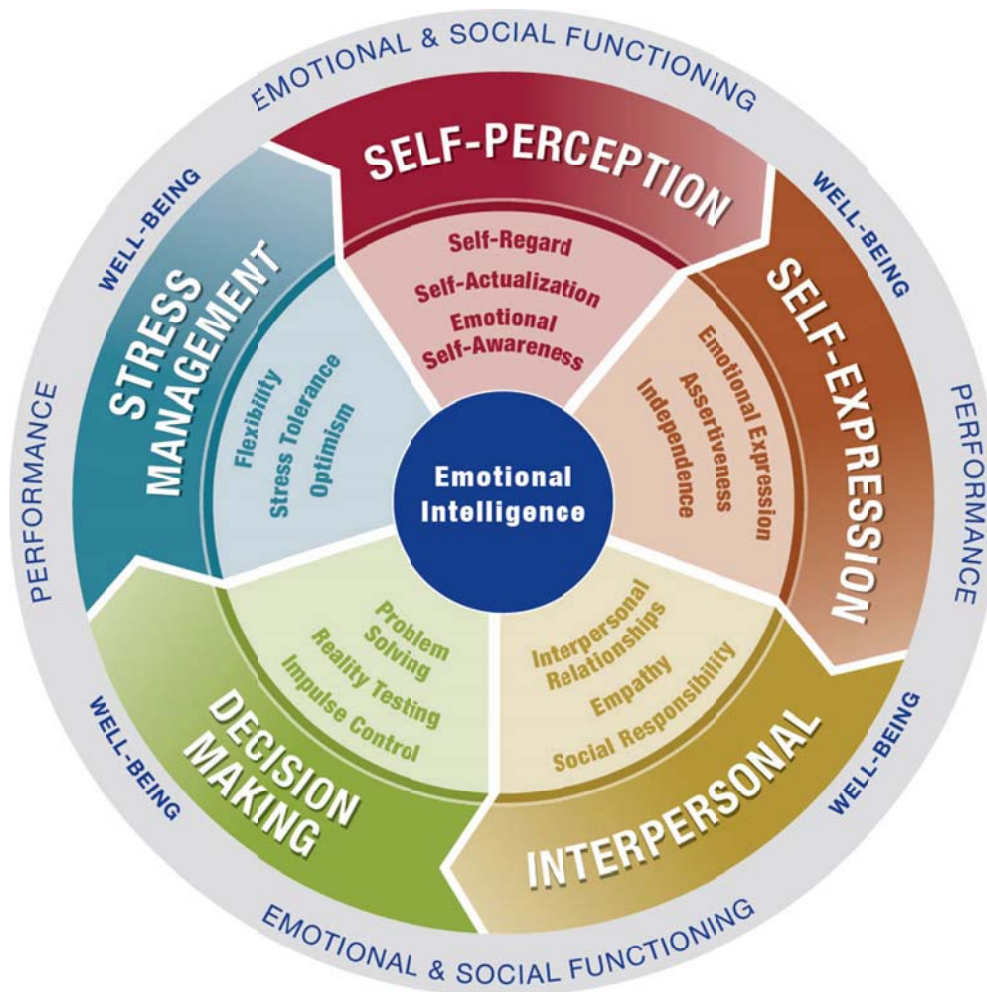 EMOTIONAL & SOCIAL FUNCTIONING
WELL-BEING
WELL-BEING
PERFORMANCE
PERFORMANCE
WELL-BEING
WELL-BEING
EMOTIONAL & SOCIAL FUNCTIONING
SELF-PERCEPTION
Self-Regard
Self-Actualization
Emotional
Self-Awareness
SELF-EXPRESSION
Emotional Expression
Assertiveness
Independence
INTERPERSONAL
Interpersonal
Relationships
Empathy
Social Responsibility
DECISION
MAKING
Problem
Solving
Reality Testing
Impulse Control
STRESS
MANAGEMENT
Flexibility
Stress Tolerance
Optimism
Emotional
Intelligence